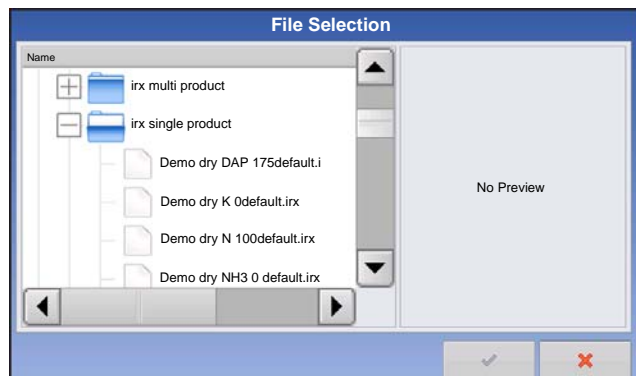 File Selection
Name
irx multi product
irx single product
Demo dry DAP 175default.i
Demo dry K 0default.irx
Demo dry N 100default.irx
Demo dry NH3 0 default.irx
No Preview